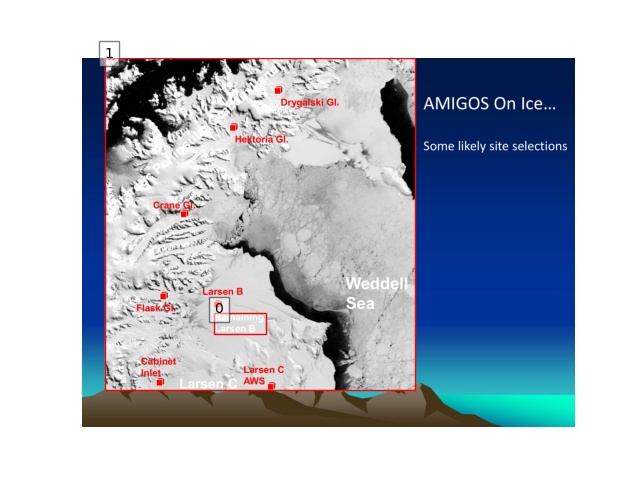 1
AMIGOS On Ice…
Some likely site selections
Drygalski Gl.
Hektoria Gl.
Crane Gl.
Weddell
Sea
Larsen B
0
Flask Gl.
Remaining
Larsen B
Cabinet
Inlet
Larsen C
AWS
Larsen C